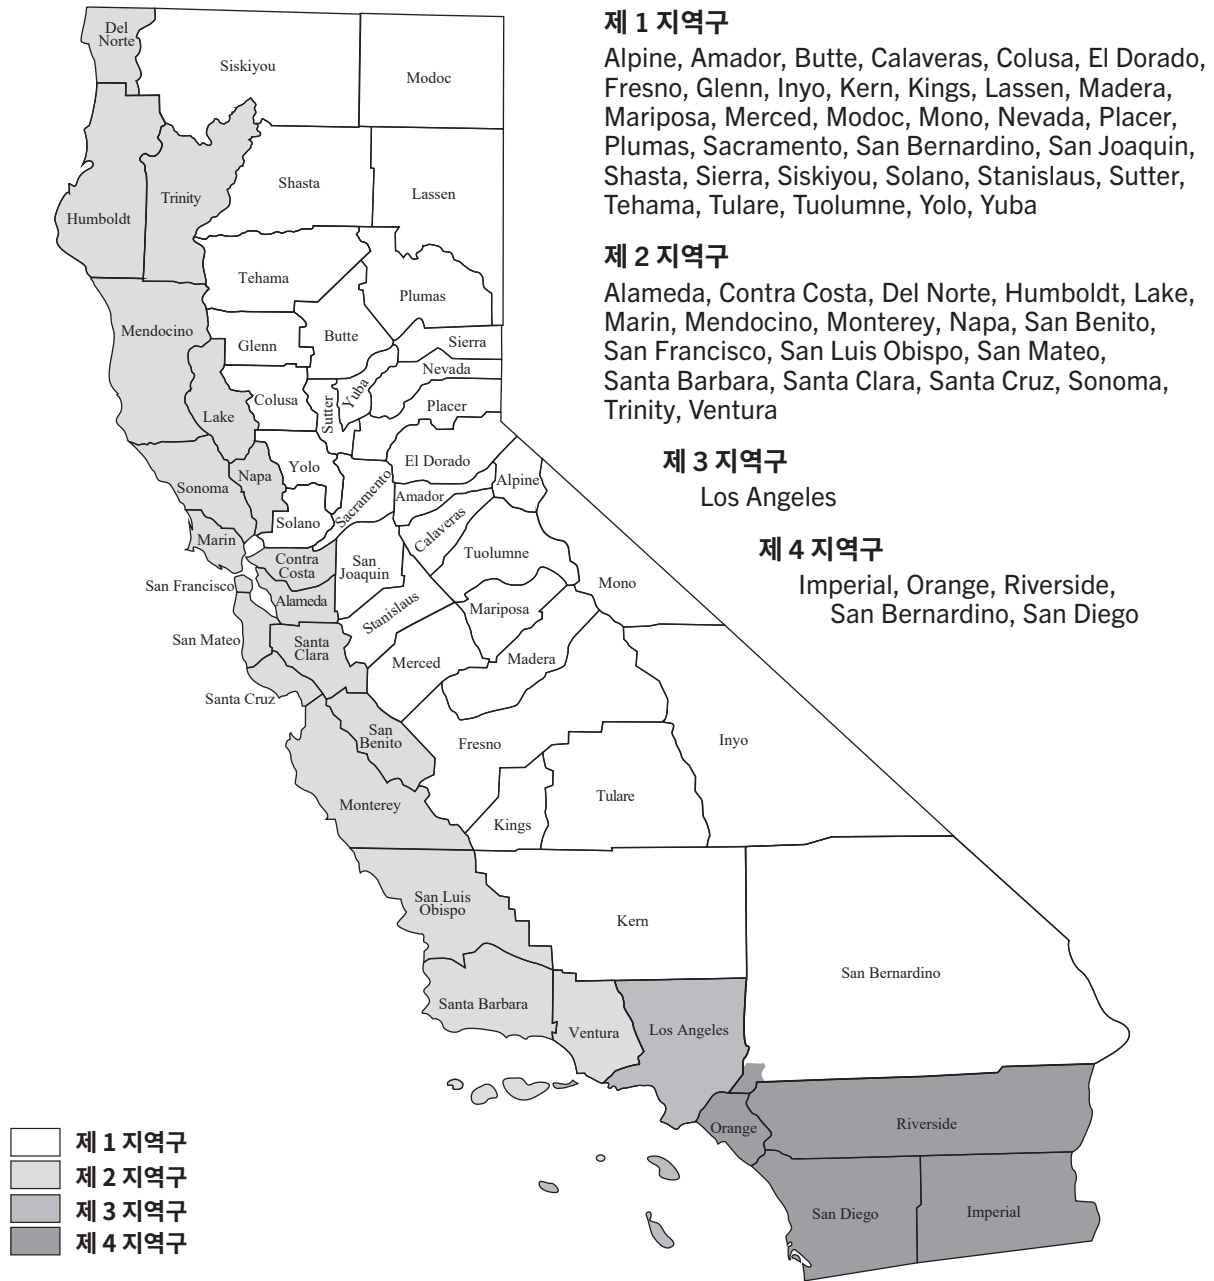 제 1 지역구
Alpine, Amador, Butte, Calaveras, Colusa, El Dorado,
Fresno, Glenn, Inyo, Kern, Kings, Lassen, Madera,
Mariposa, Merced, Modoc, Mono, Nevada, Placer,
Plumas, Sacramento, San Bernardino, San Joaquin,
Shasta, Sierra, Siskiyou, Solano, Stanislaus, Sutter,
Tehama, Tulare, Tuolumne, Yolo, Yuba
제 2 지역구
Alameda, Contra Costa, Del Norte, Humboldt, Lake,
Marin, Mendocino, Monterey, Napa, San Benito,
San Francisco, San Luis Obispo, San Mateo,
Santa Barbara, Santa Clara, Santa Cruz, Sonoma,
Trinity, Ventura
제 3 지역구
Los Angeles
제 4 지역구
Imperial, Orange, Riverside,
San Bernardino, San Diego
Del
Norte
Siskiyou
Modoc
Shasta
Lassen
Trinity
Humboldt
Tehama
Plumas
Mendocino
Butte
Glenn
Sierra
Nevada
Colusa
Sutter
Yuba
Placer
Lake
El Dorado
Yolo
Napa
Sacramento
Alpine
Sonoma
Amador
Solano
Calaveras
Marin
Tuolumne
Contra
Costa
San
Joaquin
Mono
San Francisco
Alameda
Stanislaus
Mariposa
San Mateo
Santa
Clara
Merced
Madera
Santa Cruz
San
Benito
Fresno
Inyo
Monterey
Tulare
Kings
San Luis
Obispo
Kern
San Bernardino
Santa Barbara
Ventura
Los Angeles
Orange
Riverside
San Diego
Imperial
제 1 지역구
제 2 지역구
제 3 지역구
제 4 지역구